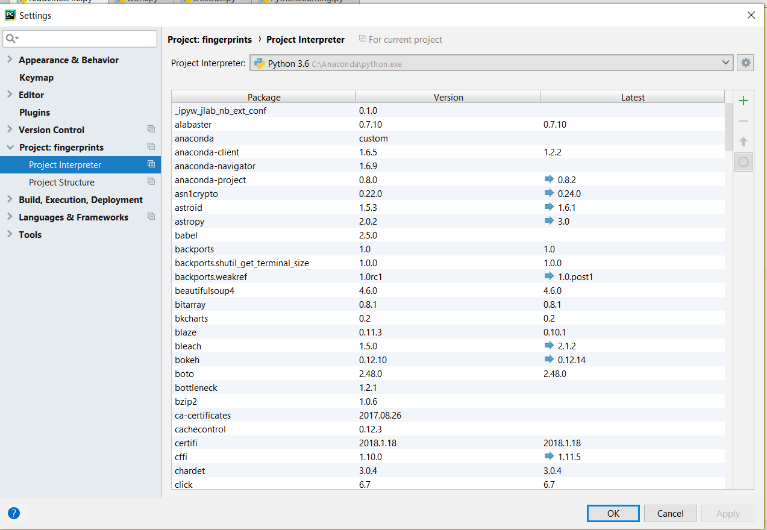 Settings
Appearance & Behavior
Keymap
Editor
Plugins
Version Control
Project: fingerprints
Project Interpreter
Project Structure
Build, Execution, Deployment
Languages & Frameworks
Tools
Project: fingerprints › Project Interpreter For current project
Project Interpreter: Python 3.6 C:\Anaconda\python.exe
Package Version Latest
_ipyw_jlab_nb_ext_conf 0.1.0
alabaster 0.7.10 0.7.10
anaconda custom
anaconda-client 1.6.5 1.2.2
anaconda-navigator 1.6.9
anaconda-project 0.8.0 0.8.2
asn1crypto 0.22.0 0.24.0
astroid 1.5.3 1.6.1
astropy 2.0.2 3.0
babel 2.5.0
backports 1.0 1.0
backports.shutil_get_terminal_size 1.0.0 1.0.0
backports.weakref 1.0rc1 1.0.post1
beautifulsoup4 4.6.0 4.6.0
bitarray 0.8.1 0.8.1
bkcharts 0.2 0.2
blaze 0.11.3 0.10.1
bleach 1.5.0 2.1.2
bokeh 0.12.10 0.12.14
boto 2.48.0 2.48.0
bottleneck 1.2.1
bzip2 1.0.6
ca-certificates 2017.08.26
cachecontrol 0.12.3
certifi 2018.1.18 2018.1.18
cffi 1.10.0 1.11.5
chardet 3.0.4 3.0.4
click 6.7 6.7
OK Cancel Apply